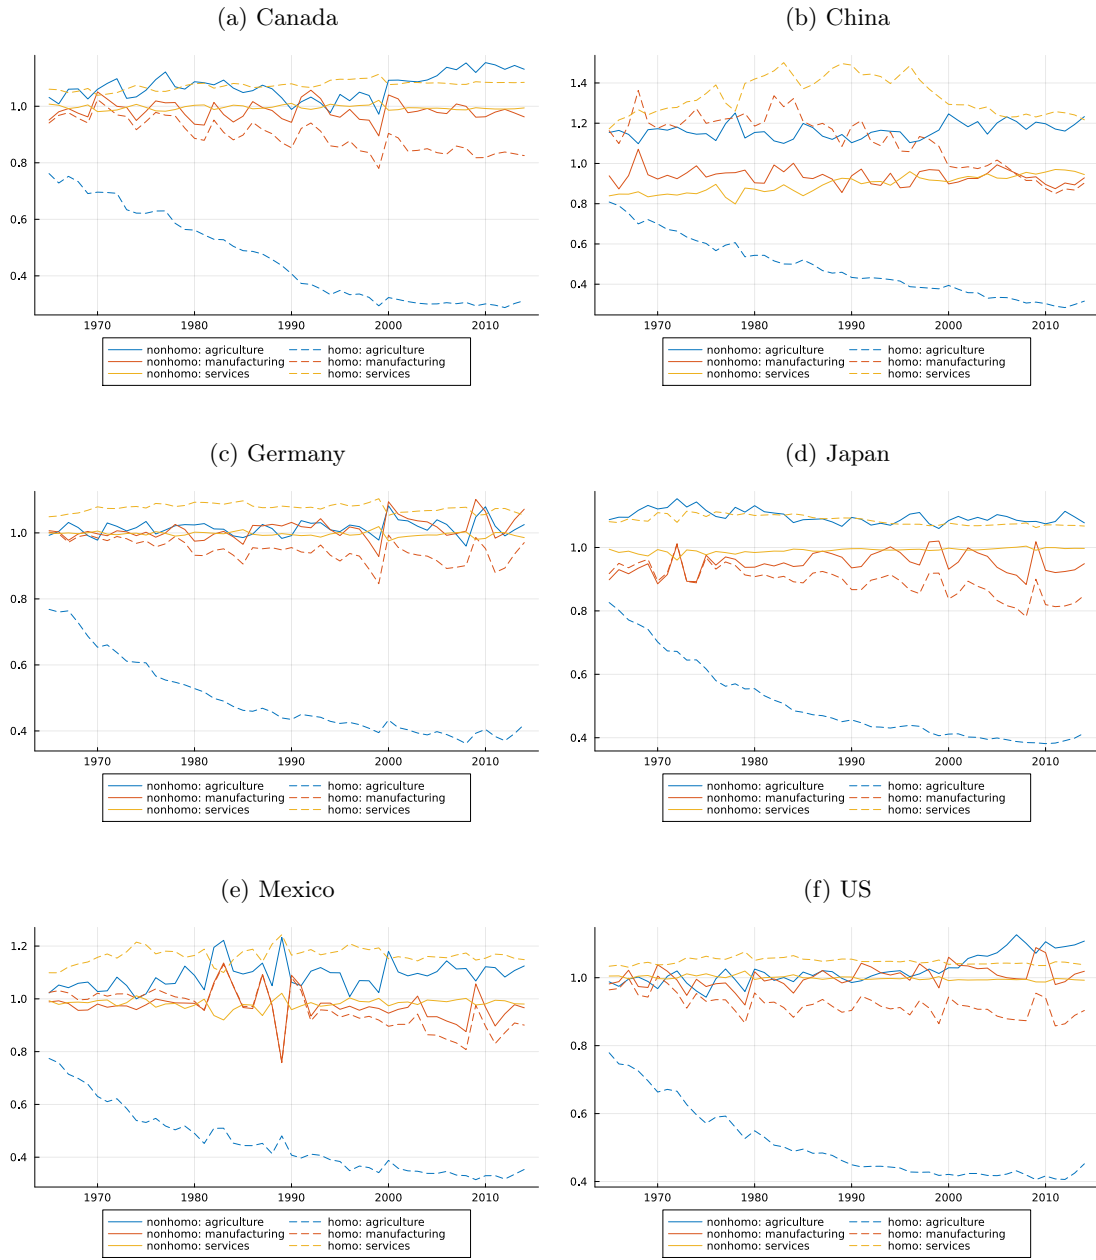 (a) Canada
(b) China
1.0
0.8
0.6
0.4
1970 1980 1990 2000 2010
nonhomo: agriculture homo: agriculture
nonhomo: manufacturing homo: manufacturing
nonhomo: services homo: services
1.4
1.2
1.0
0.8
0.6
0.4
1970 1980 1990 2000 2010
nonhomo: agriculture homo: agriculture
nonhomo: manufacturing homo: manufacturing
nonhomo: services homo: services
(c) Germany
(d) Japan
1.0
0.8
0.6
0.4
1970 1980 1990 2000 2010
nonhomo: agriculture homo: agriculture
nonhomo: manufacturing homo: manufacturing
nonhomo: services homo: services
1.0
0.8
0.6
0.4
1970 1980 1990 2000 2010
nonhomo: agriculture homo: agriculture
nonhomo: manufacturing homo: manufacturing
nonhomo: services homo: services
(e) Mexico
(f) US
1.2
1.0
0.8
0.6
0.4
1970 1980 1990 2000 2010
nonhomo: agriculture homo: agriculture
nonhomo: manufacturing homo: manufacturing
nonhomo: services homo: services
1.0
0.8
0.6
0.4
1970 1980 1990 2000 2010
nonhomo: agriculture homo: agriculture
nonhomo: manufacturing homo: manufacturing
nonhomo: services homo: services